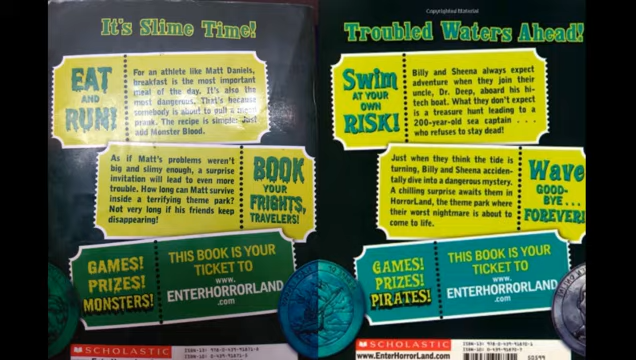 It's Slime Time!
EAT
AND
RUN!
For an athlete like Matt Daniels,
breakfast is the most important
meal of the day. It's also the
most dangerous. That's because
somebody is about to pull a
prank. The recipe is simple: Just
add Monster Blood.
As if Matt's problems weren't
big and slimy enough, a surprise
invitation will lead to even more
trouble. How long can Matt survive
inside a terrifying theme park?
Not very long if his friends keep
disappearing!
BOOK
YOUR
FRIGHTS,
TRAVELERS!
GAMES!
PRIZES!
MONSTERS!
THIS BOOK IS YOUR
TICKET TO
www.
ENTERHORRORLAND
.com
SCHOLASTIC
Copyrighted Material
Troubled Waters Ahead!
Swim
AT YOUR
OWN
RISK!
Billy and Sheena always expect
adventure when they join their
uncle, Dr. Deep, aboard his hi-
tech boat. What they don't expect
is a treasure hunt leading to a
200-year-old sea captain . . .
who refuses to stay dead!
Just when they think the tide is
turning, Billy and Sheena acciden-
tally dive into a dangerous mystery.
A chilling surprise awaits them in
HorrorLand, the theme park where
their worst nightmare is about to
come to life.
Wave
GOOD-
BYE . . .
FOREVER!
GAMES!
PRIZES!
PIRATES!
THIS BOOK IS YOUR
TICKET TO
www.
ENTERHORRORLAND
.com
SCHOLASTIC
www.EnterHorrorLand.com